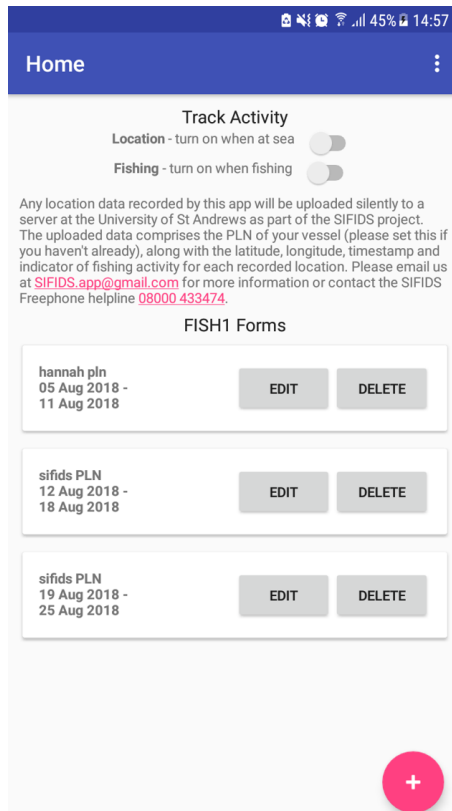 45% 14:57
Home
Track Activity
Location - turn on when at sea
Fishing - turn on when fishing
Any location data recorded by this app will be uploaded silently to a
server at the University of St Andrews as part of the SIFIDS project.
The uploaded data comprises the PLN of your vessel (please set this if
you haven't already), along with the latitude, longitude, timestamp and
indicator of fishing activity for each recorded location. Please email us
at SIFIDS.app@gmail.com for more information or contact the SIFIDS
Freephone helpline 08000 433474.
FISH1 Forms
hannah pln
05 Aug 2018 -
11 Aug 2018
EDIT DELETE
sifids PLN
12 Aug 2018 -
18 Aug 2018
EDIT DELETE
sifids PLN
19 Aug 2018 -
25 Aug 2018
EDIT DELETE
+